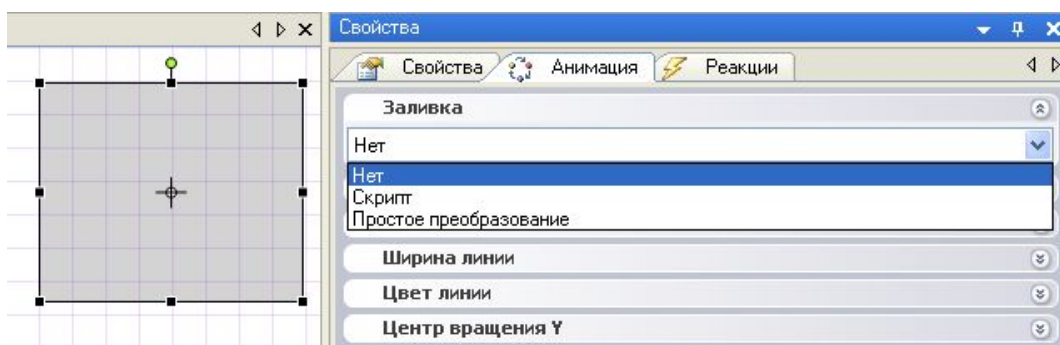 Свойства
Свойства Анимация Реакции
Заливка
Нет
Нет
Скрипт
Простое преобразование
Ширина линии
Цвет линии
Центр вращения Y